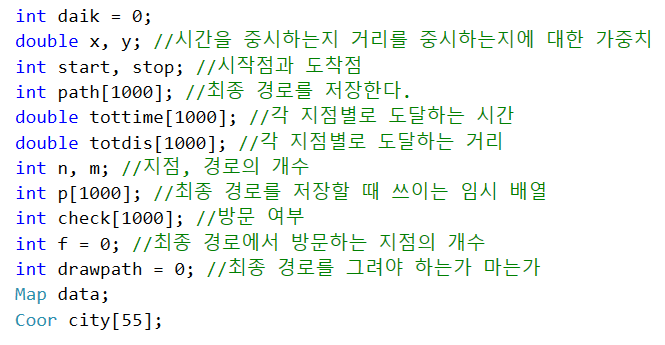 int daik = 0;
double x, y; //시간을 중시하는지 거리를 중시하는지에 대한 가중치
int start, stop; //시작점과 도착점
int path[1000]; //최종 경로를 저장한다.
double tottime[1000]; //각 지점별로 도달하는 시간
double totdis[1000]; //각 지점별로 도달하는 거리
int n, m; //지점, 경로의 개수
int p[1000]; //최종 경로를 저장할 때 쓰이는 임시 배열
int check[1000]; //방문 여부
int f = 0; //최종 경로에서 방문하는 지점의 개수
int drawpath = 0; //최종 경로를 그려야 하는가 마는가
Map data;
Coor city[55];